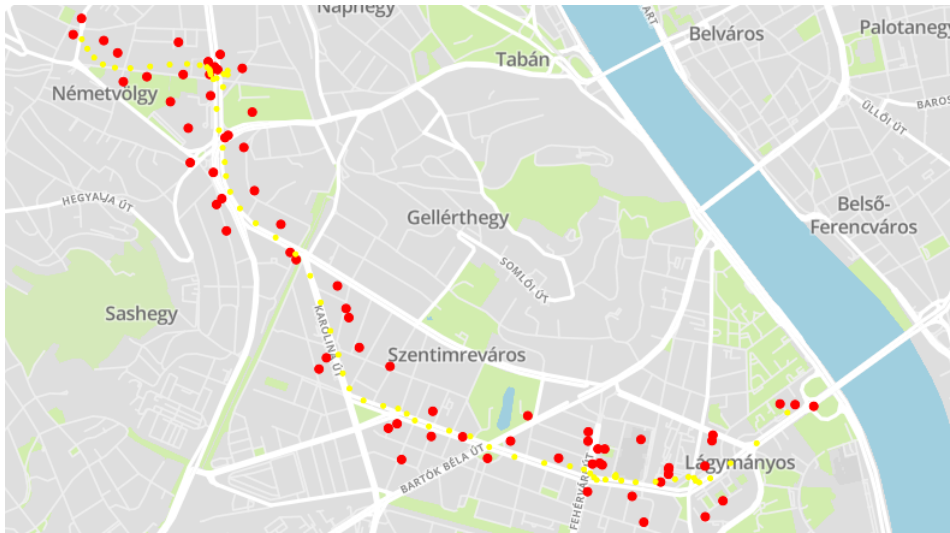 Naphegy
Belváros
Palotanegy
Tabán
Németvölgy
BAROS
ÜLLŐI ÚT
ART
HEGYALJA ÚT
Gellérthegy
Belső-
Ferencváros
SOMLÓI ÚT
Sashegy
KAROLINA ÚT
Szentimreváros
BARTÓK BÉLA ÚT
FEHÉRVÁRI ÚT
Lágymányos